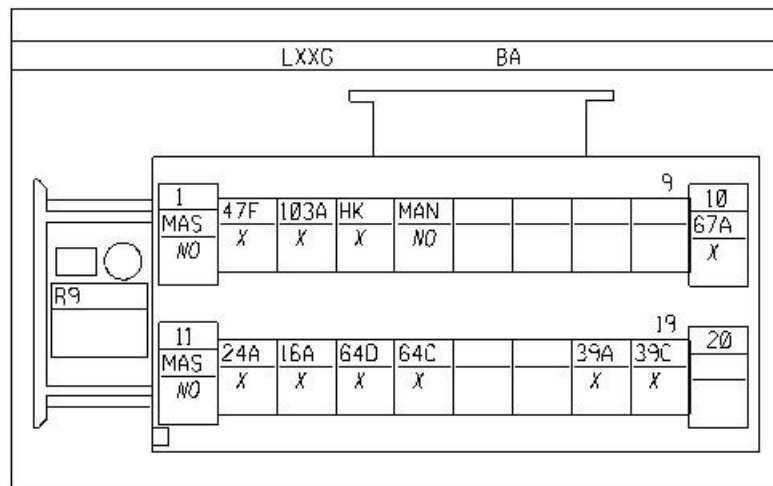 LXXG BA
9
1 10
47F 103A HK MAN
MAS 67A
X X X NO
NO X
R9
19
11 20
24A 16A 64D 64C 39A 39C
MAS
X X X X X X
NO